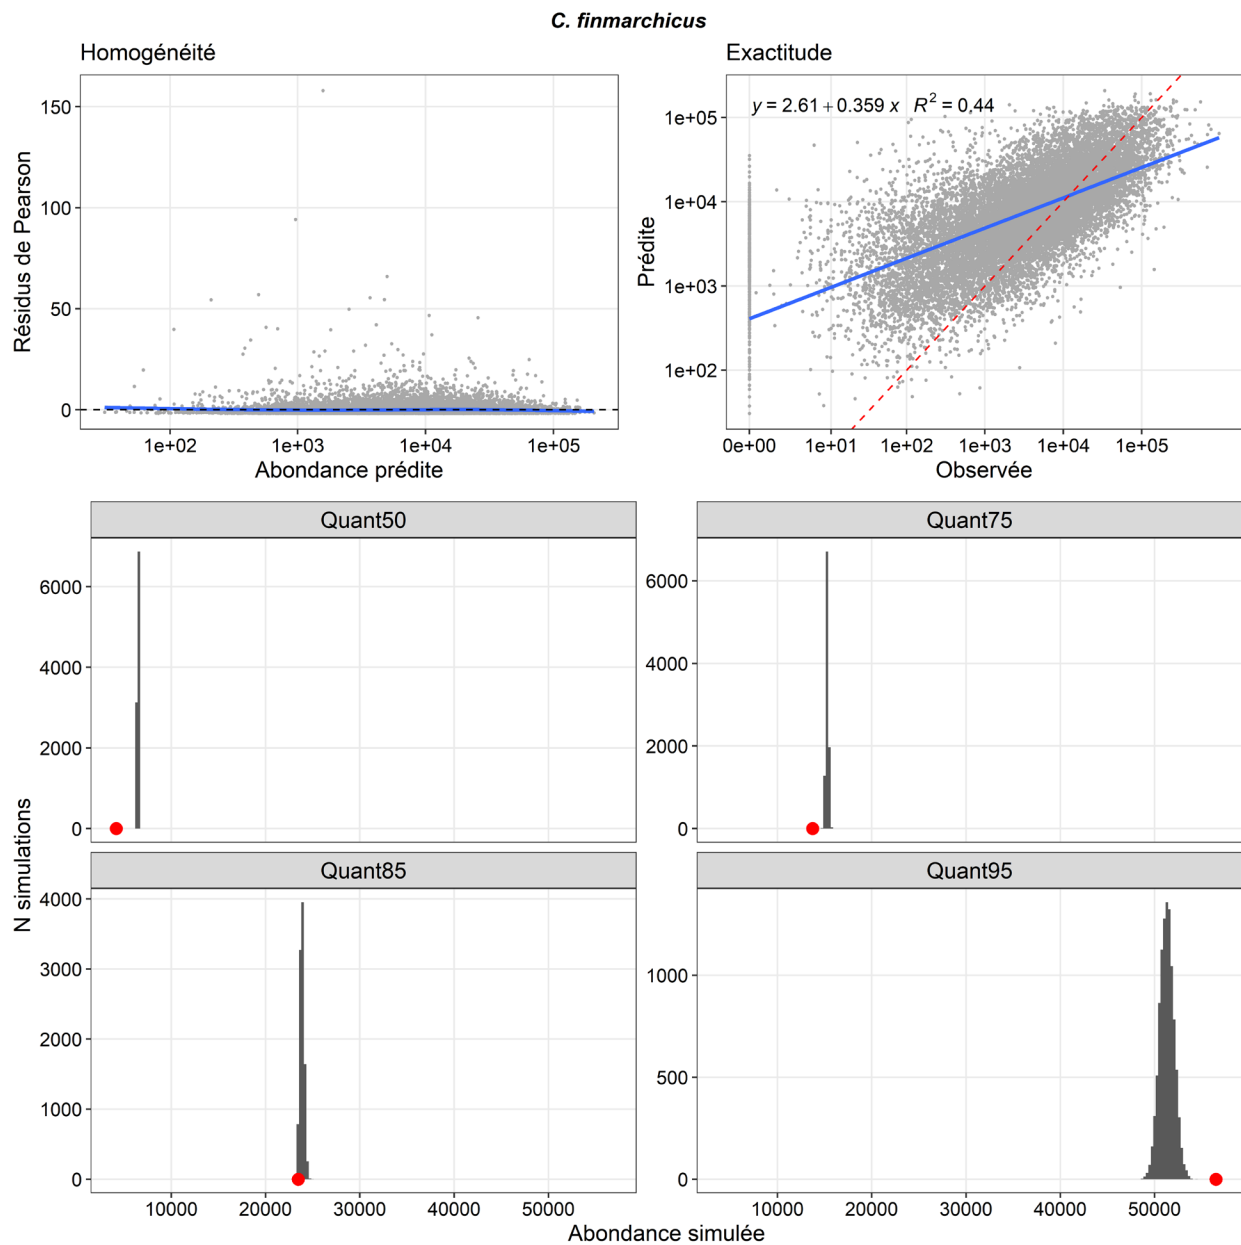 C. finmarchicus
Homogénéité
Résidus de Pearson
150
100
50
0
1e+02 1e+03 1e+04 1e+05
Abondance prédite
Exactitude
y = 2.61 + 0.359 x R² = 0,44
Prédite
1e+05
1e+04
1e+03
1e+02
0e+00 1e+01 1e+02 1e+03 1e+04 1e+05
Observée
N simulations
Quant50
6000
4000
2000
0
Quant75
6000
4000
2000
0
Quant85
4000
3000
2000
1000
0
10000 20000 30000 40000 50000
Quant95
1000
500
0
10000 20000 30000 40000 50000
Abondance simulée